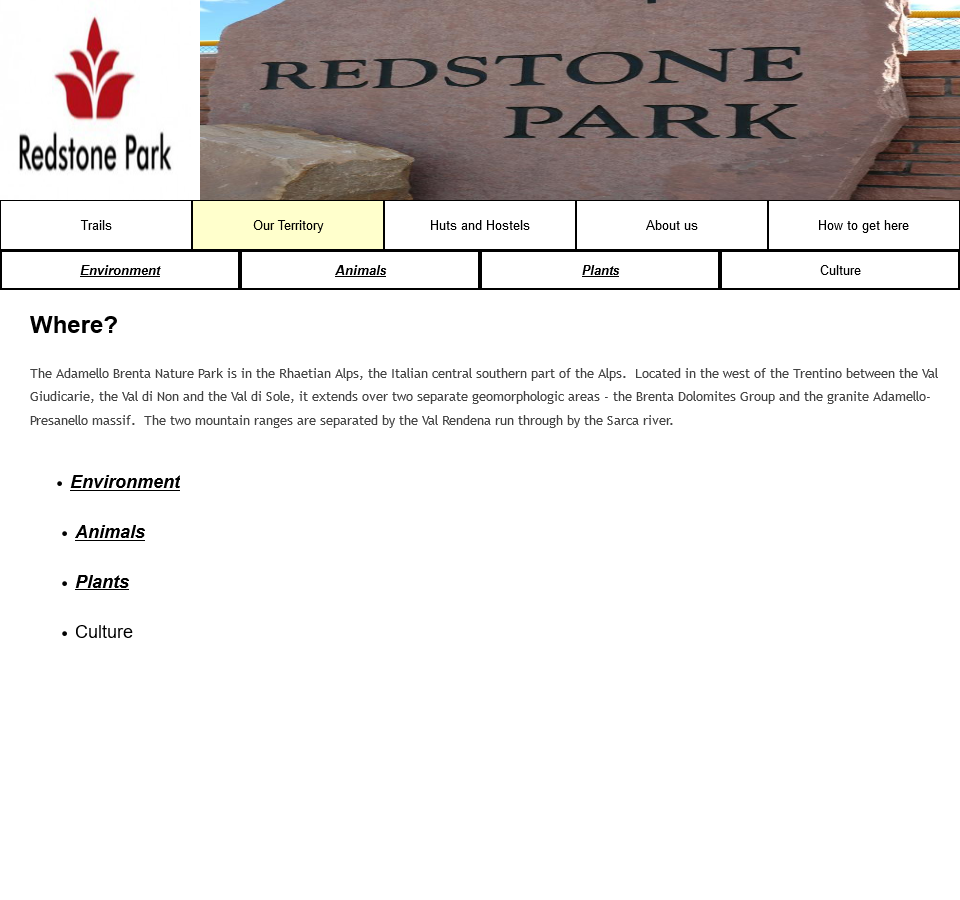 Redstone Park
REDSTONE
PARK
Trails
Our Territory
Huts and Hostels
About us
How to get here
Environment
Animals
Plants
Culture
Where?
The Adamello Brenta Nature Park is in the Rhaetian Alps, the Italian central southern part of the Alps.  Located in the west of the Trentino between the Val
Giudicarie, the Val di Non and the Val di Sole, it extends over two separate geomorphologic areas - the Brenta Dolomites Group and the granite Adamello-
Presanello massif.  The two mountain ranges are separated by the Val Rendena run through by the Sarca river.
• Environment
• Animals
• Plants
• Culture